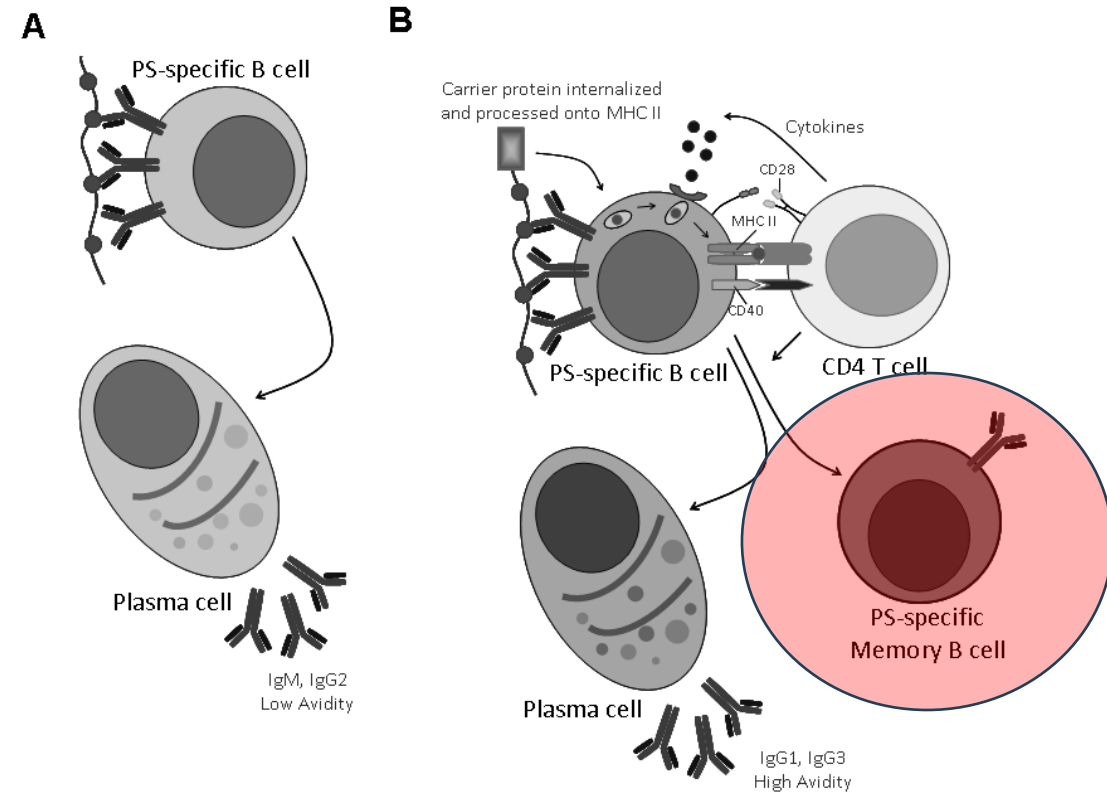 A
PS-specific B cell
Plasma cell
IgM, IgG2
Low Avidity
B
Carrier protein internalized
and processed onto MHC II
Cytokines
CD28
MHC II
CD40
PS-specific B cell
CD4 T cell
PS-specific
Memory B cell
Plasma cell
IgG1, IgG3
High Avidity